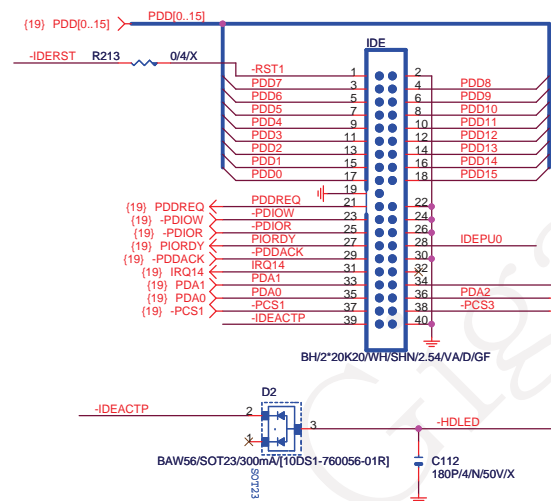 {19} PDD[0..15] PDD[0..15]
IDE
-IDERST R213 0/4/X
-RST1 1 2
PDD7 3 4 PDD8
PDD6 5 6 PDD9
PDD5 7 8 PDD10
PDD4 9 10 PDD11
PDD3 11 12 PDD12
PDD2 13 14 PDD13
PDD1 15 16 PDD14
PDD0 17 18 PDD15
19
{19} PDDREQ PDDREQ 21 22
{19} -PDIOW -PDIOW 23 24
{19} -PDIOR -PDIOR 25 26
{19} PIORDY PIORDY 27 28 IDEPU0
{19} -PDDACK -PDDACK 29 30
{19} IRQ14 IRQ14 31 32
{19} PDA1 PDA1 33 34
{19} PDA0 PDA0 35 36 PDA2
{19} -PCS1 -PCS1 37 38 -PCS3
-IDEACTP 39 40
BH/2*20K20/WH/SHN/2.54/VA/D/GF
D2
-IDEACTP 2
3 -HDLED
1
BAW56/SOT23/300mA/[10DS1-760056-01R]
SOT23
C112
180P/4/N/50V/X
Giga